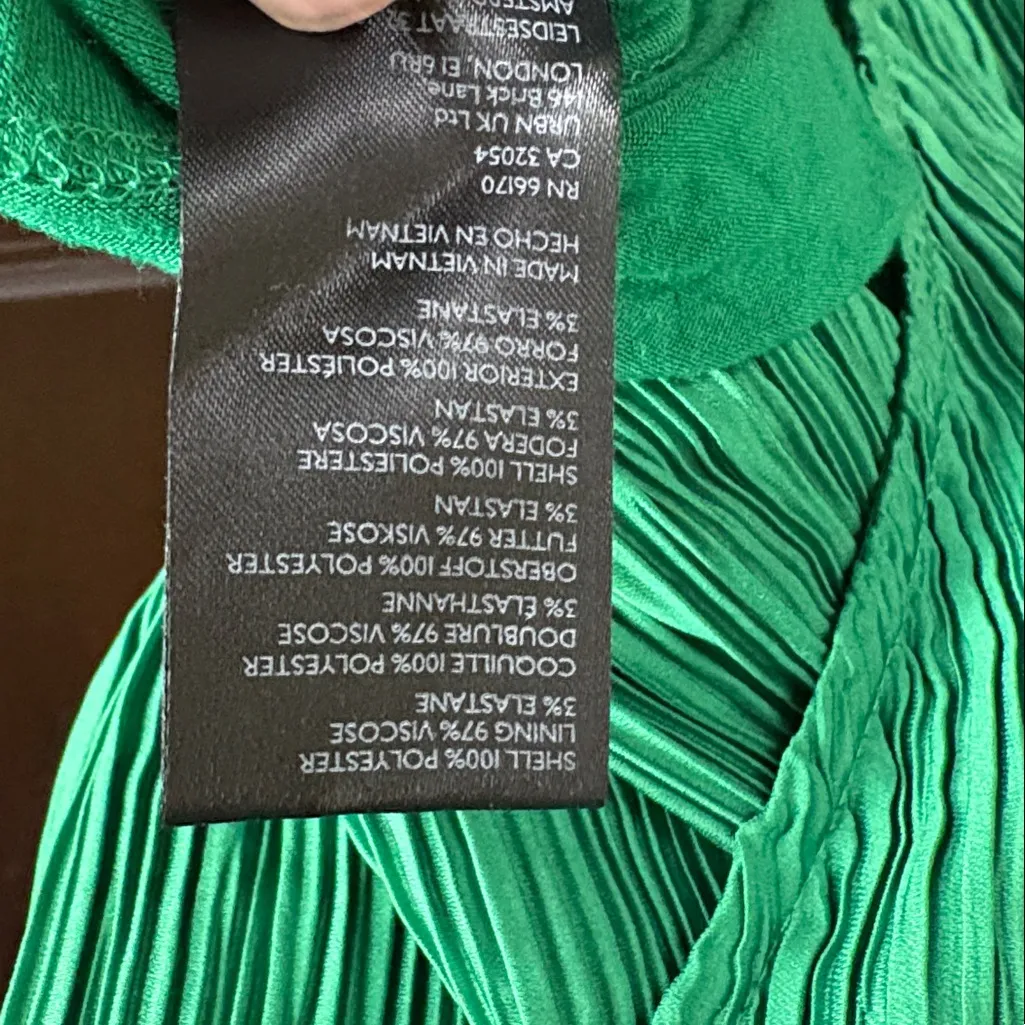 SHELL 100% POLYESTER
LINING 97% VISCOSE
3% ELASTANE
COQUILLE 100% POLYESTER
DOUBLURE 97% VISCOSE
3% ÉLASTHANNE
OBERSTOFF 100% POLYESTER
FUTTER 97% VISKOSE
3% ELASTAN
SHELL 100% POLIESTERE
FODERA 97% VISCOSA
3% ELASTAN
EXTERIOR 100% POLIÉSTER
FORRO 97% VISCOSA
3% ELASTANE
MADE IN VIETNAM
HECHO EN VIETNAM
RN 66170
CA 32054
URBN UK Ltd
146 Brick Lane
LONDON, E1 6RU
LEIDSESTRAAT